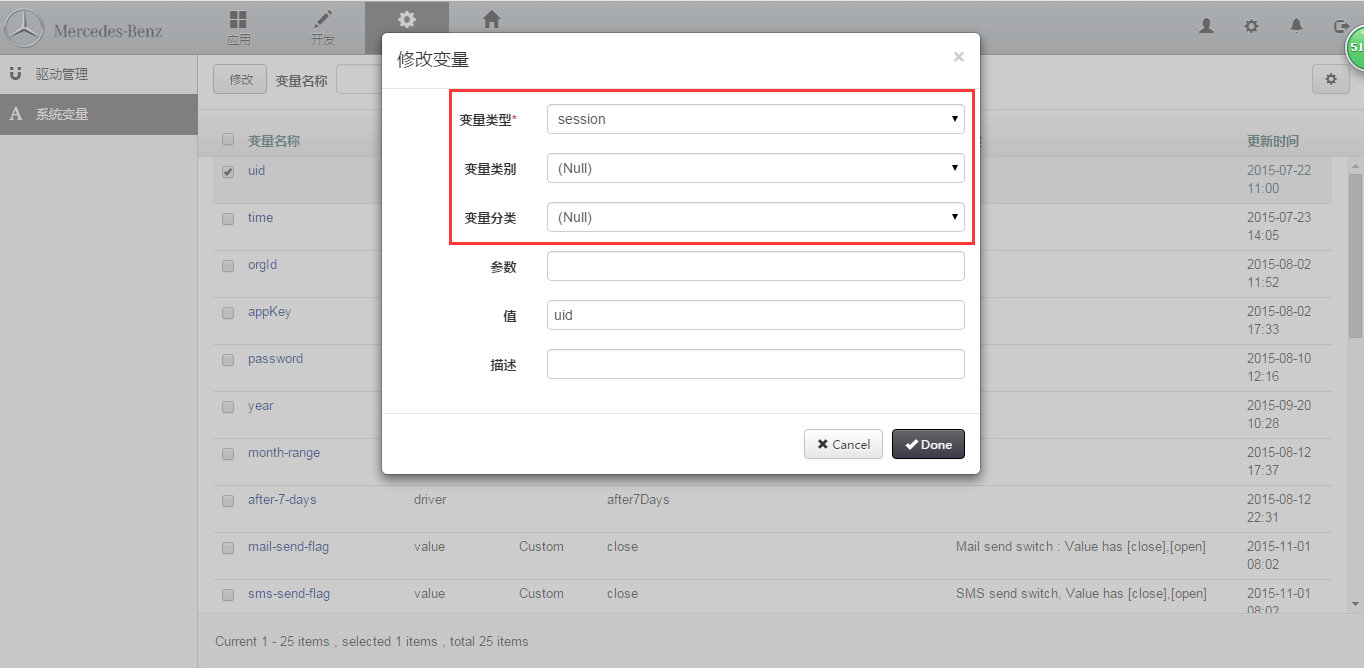 Mercedes-Benz
应用
开发
51
驱动管理
系统变量
修改 变量名称
变量名称 更新时间
uid 2015-07-22
11:00
time 2015-07-23
14:05
orgId 2015-08-02
11:52
appKey 2015-08-02
17:33
password 2015-08-10
12:16
year 2015-09-20
10:28
month-range 2015-08-12
17:37
after-7-days driver after7Days 2015-08-12
22:31
mail-send-flag value Custom close Mail send switch : Value has [close],[open] 2015-11-01
08:02
sms-send-flag value Custom close SMS send switch, Value has [close],[open] 2015-11-01
08:02
Current 1 - 25 items , selected 1 items , total 25 items
修改变量 ×
变量类型* session
变量类别 (Null)
变量分类 (Null)
参数
值 uid
描述
Cancel Done